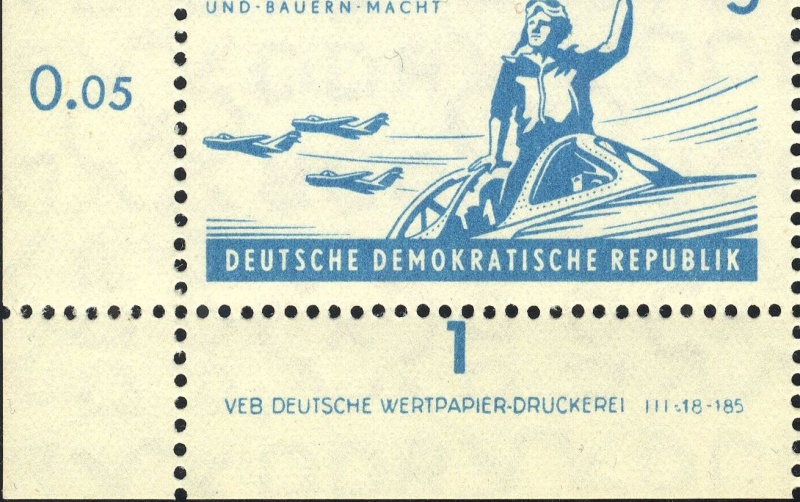 UND-BAUERN-MACHT
0.05
DEUTSCHE DEMOKRATISCHE REPUBLIK
1
VEB DEUTSCHE WERTPAPIER-DRUCKEREI III-18-185